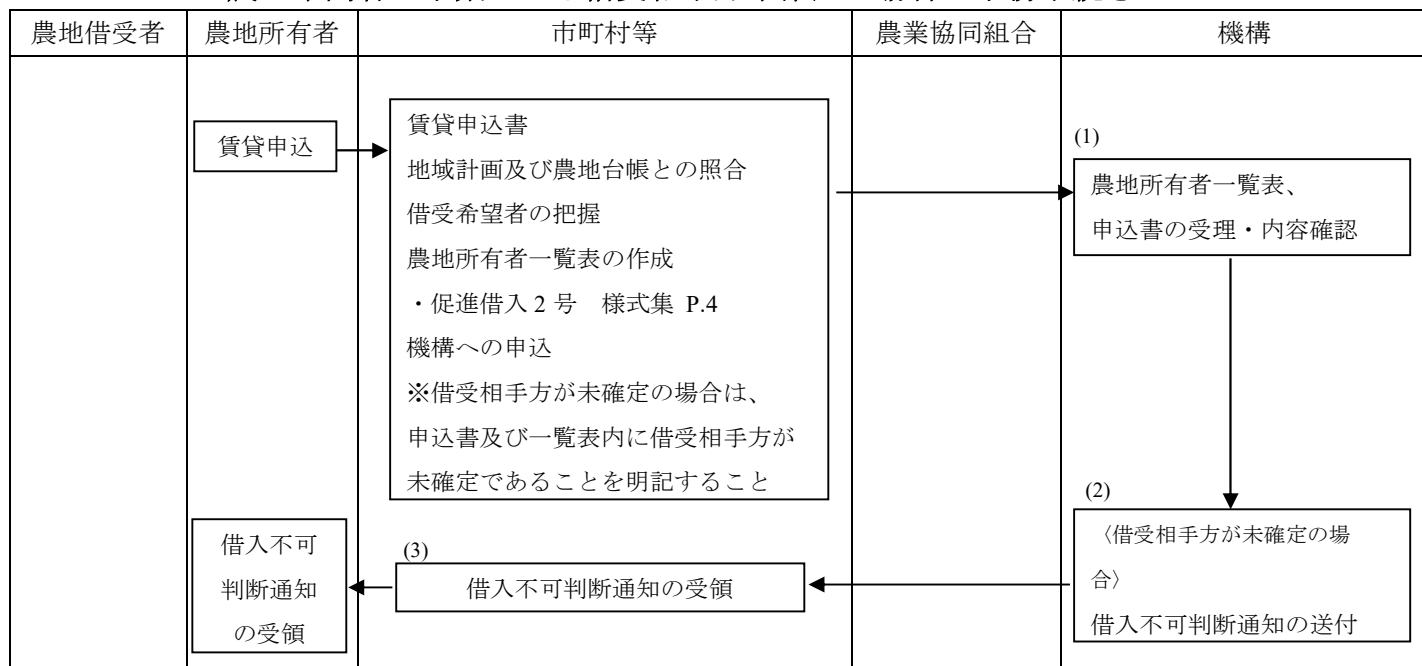 農地借受者
農地所有者
市町村等
農業協同組合
機構
賃貸申込
賃貸申込書
地域計画及び農地台帳との照合
借受希望者の把握
農地所有者一覧表の作成
・促進借入2号　様式集 P.4
機構への申込
※借受相手方が未確定の場合は、
申込書及び一覧表内に借受相手方が
未確定であることを明記すること
(1)
農地所有者一覧表、
申込書の受理・内容確認
(2)
〈借受相手方が未確定の場
合〉
借入不可判断通知の送付
(3)
借入不可判断通知の受領
借入不可
判断通知
の受領